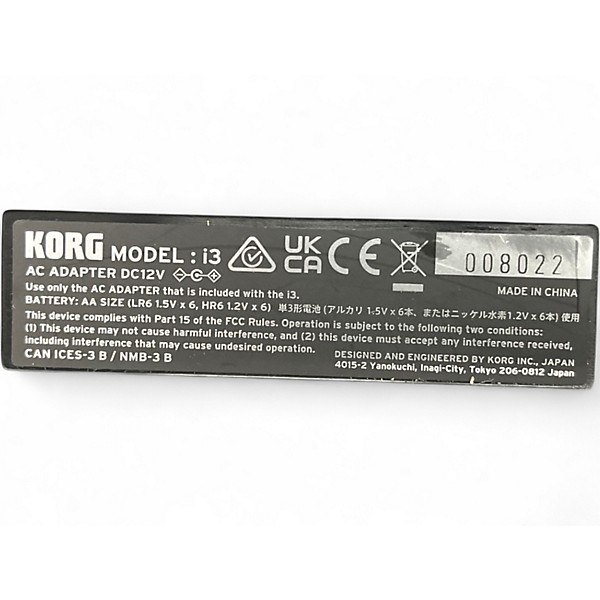 KORG MODEL : i3 UK CA CE 008022
AC ADAPTER DC12V
MADE IN CHINA
Use only the AC ADAPTER that is included with the i3.
BATTERY: AA SIZE (LR6 1.5V x 6, HR6 1.2V x 6) 単3形電池 (アルカリ 1.5V x 6本、またはニッケル水素1.2V x 6本) 使用
This device complies with Part 15 of the FCC Rules. Operation is subject to the following two conditions:
(1) This device may not cause harmful interference, and (2) this device must accept any interference received,
including interference that may cause undesired operation.
CAN ICES-3 B / NMB-3 B
DESIGNED AND ENGINEERED BY KORG INC., JAPAN
4015-2 Yanokuchi, Inagi-City, Tokyo 206-0812 Japan